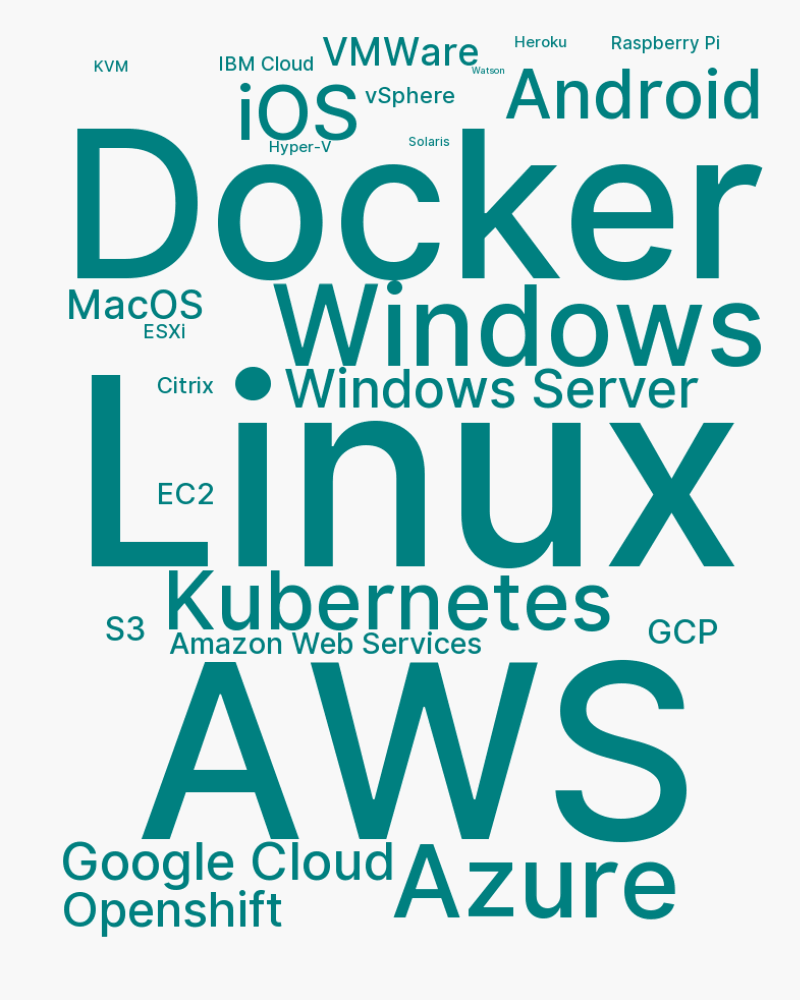 Heroku
Raspberry Pi
VMWare
IBM Cloud
KVM
Watson
iOS
vSphere
Android
Hyper-V
Solaris
Docker
MacOS
Windows
ESXi
Citrix
Windows Server
Linux
EC2
Kubernetes
S3
GCP
Amazon Web Services
AWS
Google Cloud
Azure
Openshift